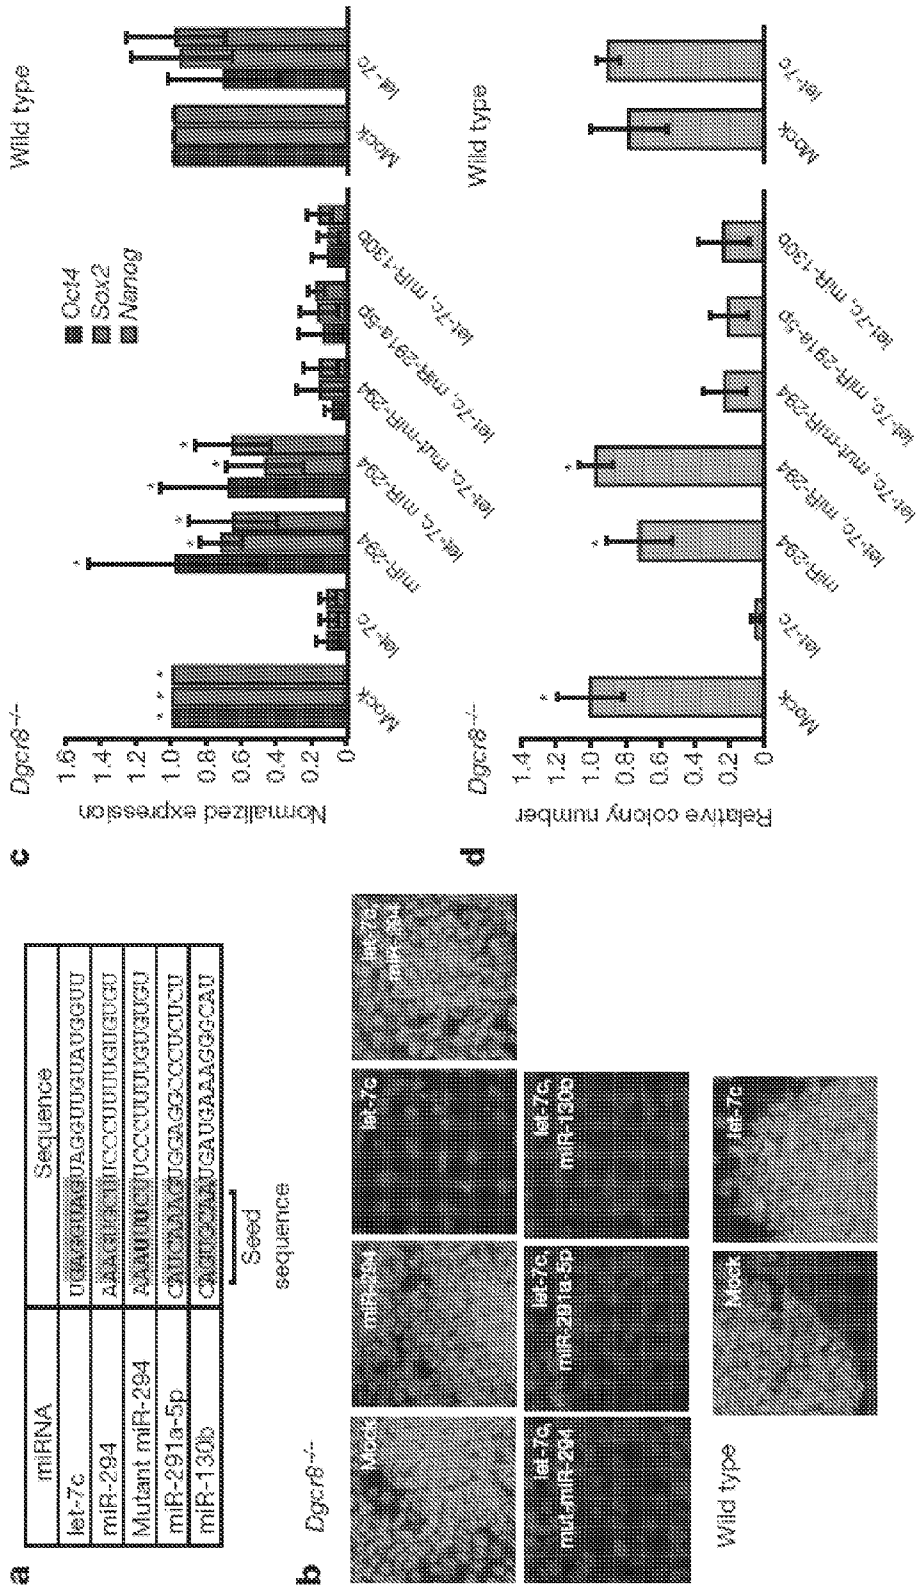 a
miRNA Sequence
let-7c UGAGGUAGUAGGUUGUAUGGUU
miR-294 AAAGUGCUUCCCUUUUGUGUGU
Mutant miR-294 AAAUUUCUUCCCUUUUGUGUGU
miR-291a-5p CAUCAAAGUGGAGGCCCUCUCU
miR-130b CAGUGCAAUGAUGAAAGGGCAU
Seed
sequence
b
Dgcr8–/–
Mock
miR-294
let-7c
let-7c,
miR-294
let-7c,
mut-miR-294
let-7c,
miR-291a-5p
let-7c,
miR-130b
Wild type
Mock
let-7c
c
Dgcr8–/–
Wild type
Oct4
Sox2
Nanog
Normalized expression
1.6
1.4
1.2
1.0
0.8
0.6
0.4
0.2
0
* * *
* * *
* * *
Mock
let-7c
miR-294
let-7c, miR-294
let-7c, mut-miR-294
let-7c, miR-291a-5p
let-7c, miR-130b
Mock
let-7c
d
Dgcr8–/–
Wild type
Relative colony number
1.4
1.2
1.0
0.8
0.6
0.4
0.2
0
*
*
*
Mock
let-7c
miR-294
let-7c, miR-294
let-7c, mut-miR-294
let-7c, miR-291a-5p
let-7c, miR-130b
Mock
let-7c